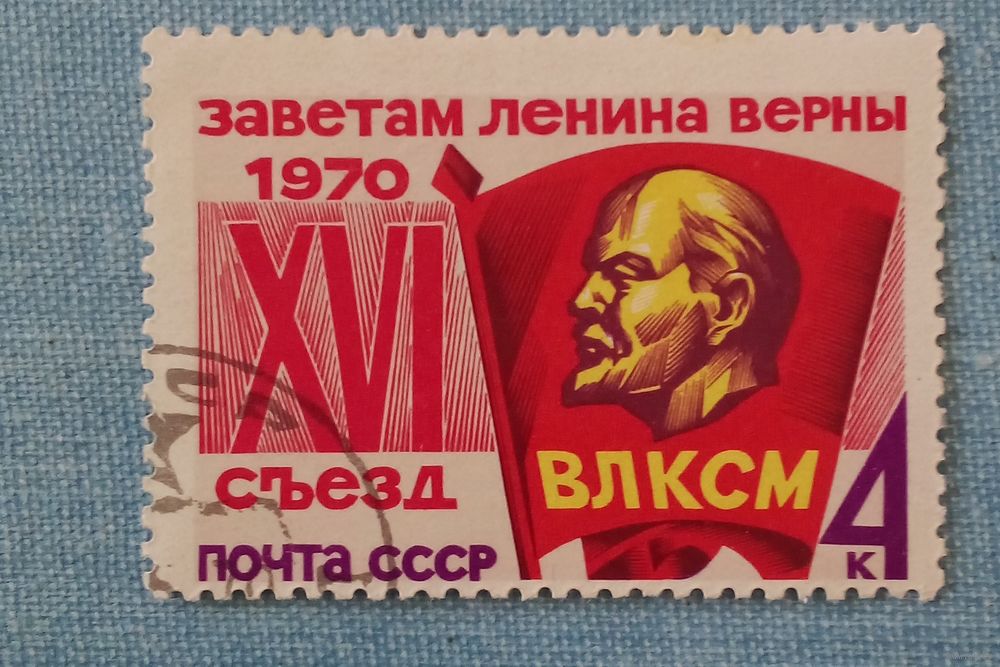 заветам ленина верны
1970
XVI
съезд
ВЛКСМ
почта СССР
4
к